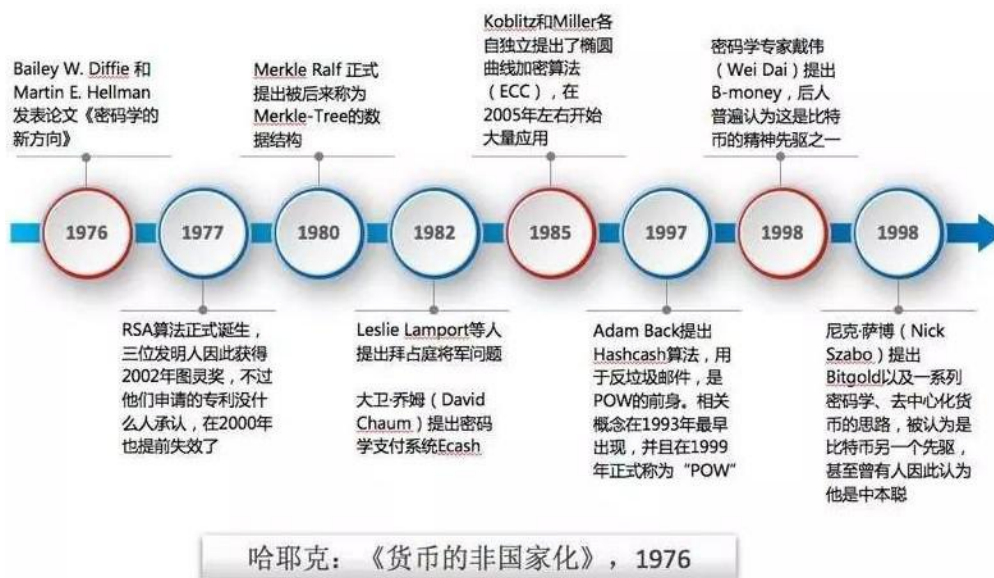 Bailey W. Diffie 和
Martin E. Hellman
发表论文《密码学的
新方向》
Merkle Ralf 正式
提出被后来称为
Merkle-Tree的数
据结构
Koblitz和Miller各
自独立提出了椭圆
曲线加密算法
（ECC），在
2005年左右开始
大量应用
密码学专家戴伟
（Wei Dai）提出
B-money，后人
普遍认为这是比特
币的精神先驱之一
1976
1977
1980
1982
1985
1997
1998
1998
RSA算法正式诞生，
三位发明人因此获得
2002年图灵奖，不过
他们申请的专利没什
么人承认，在2000年
也提前失效了
Leslie Lamport等人
提出拜占庭将军问题
大卫·乔姆（David
Chaum）提出密码
学支付系统Ecash
Adam Back提出
Hashcash算法，用
于反垃圾邮件，是
POW的前身。相关
概念在1993年最早
出现，并且在1999
年正式称为“POW”
尼克·萨博（Nick
Szabo）提出
Bitgold以及一系列
密码学、去中心化货
币的思路，被认为是
比特币另一个先驱，
甚至曾有人因此认为
他是中本聪
哈耶克：《货币的非国家化》，1976